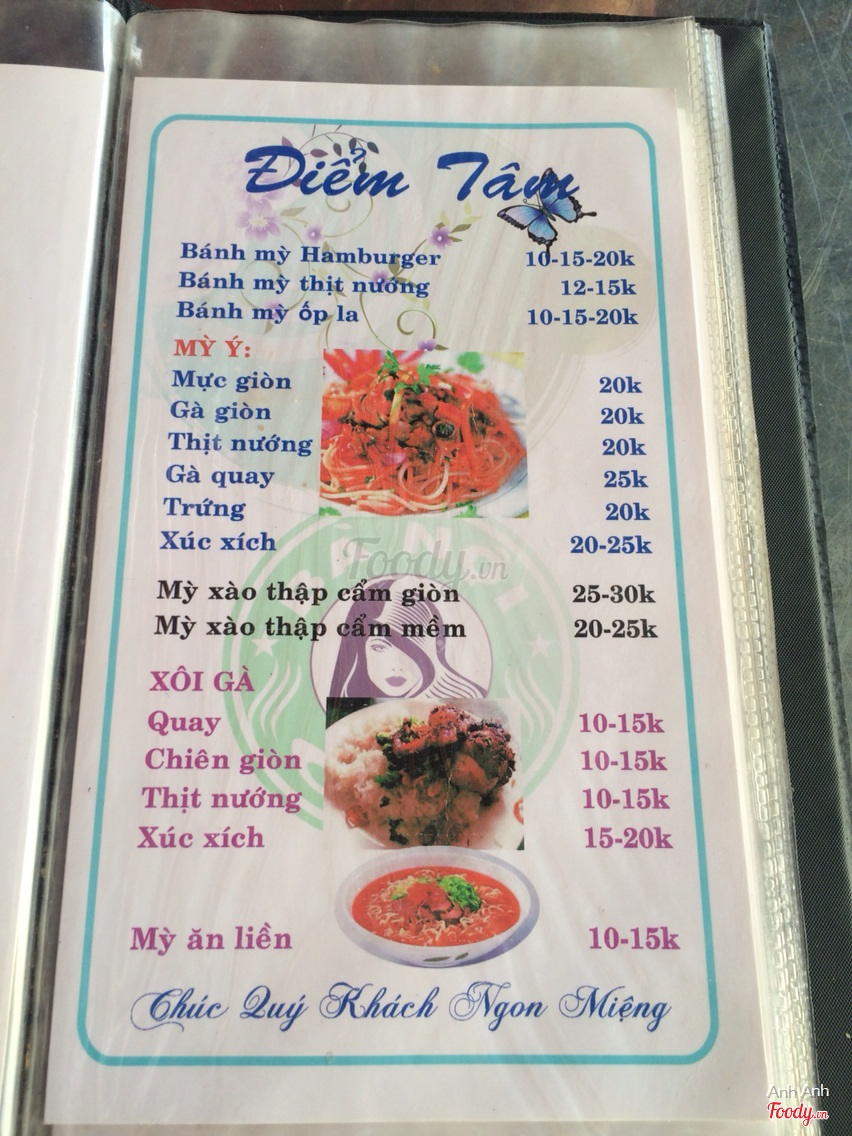 Điểm Tâm
Bánh mỳ Hamburger 10-15-20k
Bánh mỳ thịt nướng 12-15k
Bánh mỳ ốp la 10-15-20k
MỲ Ý:
Mực giòn 20k
Gà giòn 20k
Thịt nướng 20k
Gà quay 25k
Trứng 20k
Xúc xích 20-25k
Foody.vn
Mỳ xào thập cẩm giòn 25-30k
Mỳ xào thập cẩm mềm 20-25k
XÔI GÀ
Quay 10-15k
Chiên giòn 10-15k
Thịt nướng 10-15k
Xúc xích 15-20k
Mỳ ăn liền 10-15k
Chúc Quý Khách Ngon Miệng
Anh Anh
Foody.vn